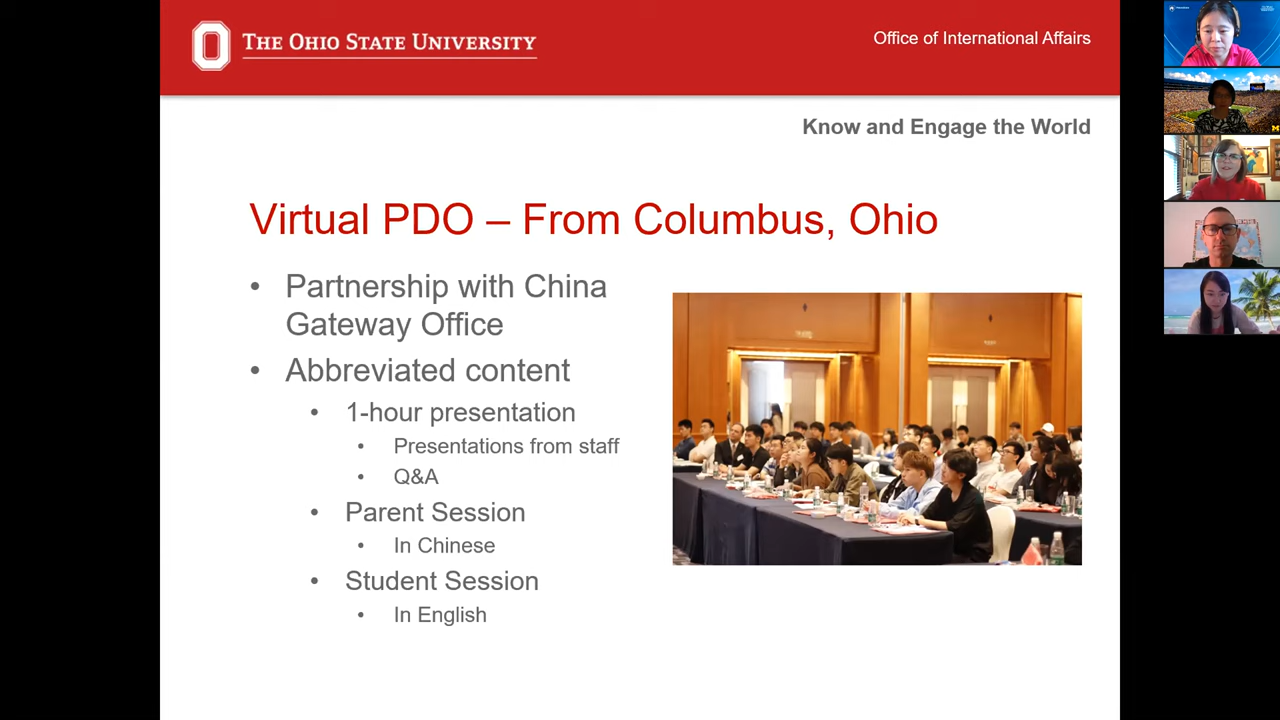 THE OHIO STATE UNIVERSITY
Office of International Affairs
Know and Engage the World
Virtual PDO – From Columbus, Ohio
• Partnership with China
Gateway Office
• Abbreviated content
• 1-hour presentation
• Presentations from staff
• Q&A
• Parent Session
• In Chinese
• Student Session
• In English